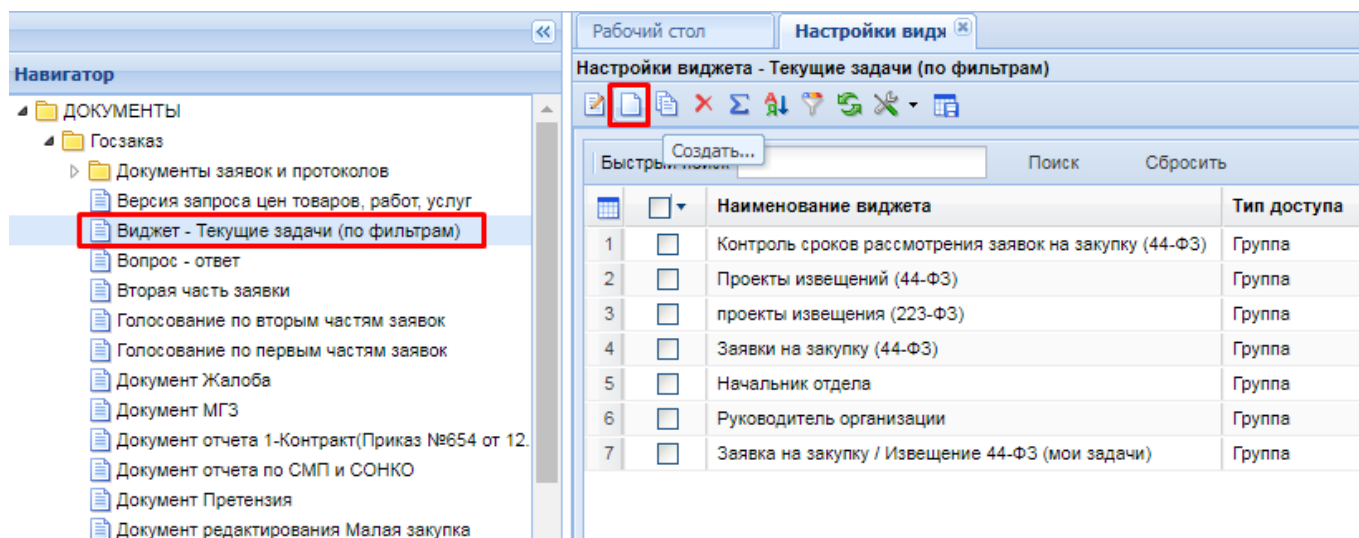 Навигатор
ДОКУМЕНТЫ
Госзаказ
Документы заявок и протоколов
Версия запроса цен товаров, работ, услуг
Виджет - Текущие задачи (по фильтрам)
Вопрос - ответ
Вторая часть заявки
Голосование по вторым частям заявок
Голосование по первым частям заявок
Документ Жалоба
Документ МГЗ
Документ отчета 1-Контракт(Приказ №654 от 12.
Документ отчета по СМП и СОНКО
Документ Претензия
Документ редактирования Малая закупка
Рабочий стол Настройки видж
Настройки виджета - Текущие задачи (по фильтрам)
Создать...
Быстрый Поиск Сбросить
Наименование виджета Тип доступа
1 Контроль сроков рассмотрения заявок на закупку (44-ФЗ) Группа
2 Проекты извещений (44-ФЗ) Группа
3 проекты извещения (223-ФЗ) Группа
4 Заявки на закупку (44-ФЗ) Группа
5 Начальник отдела Группа
6 Руководитель организации Группа
7 Заявка на закупку / Извещение 44-ФЗ (мои задачи) Группа